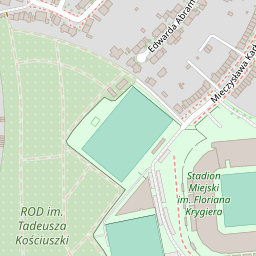 Edwarda Abram
Mieczysława Karł
Stadion
Miejski
im. Floriana
Krygiera
ROD im.
Tadeusza
Kościuszki